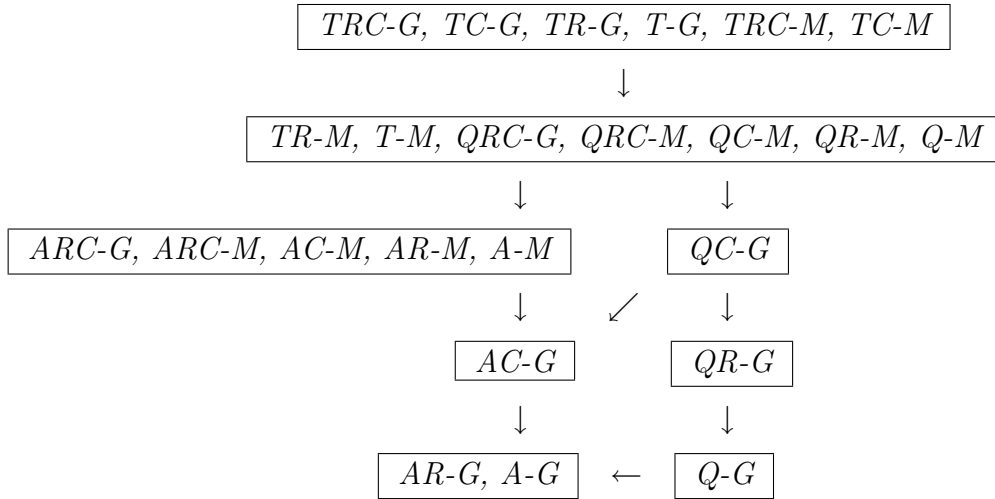 TRC-G, TC-G, TR-G, T-G, TRC-M, TC-M
↓
TR-M, T-M, QRC-G, QRC-M, QC-M, QR-M, Q-M
↓ ↓
ARC-G, ARC-M, AC-M, AR-M, A-M QC-G
↓ ↙ ↓
AC-G QR-G
↓ ↓
AR-G, A-G ← Q-G